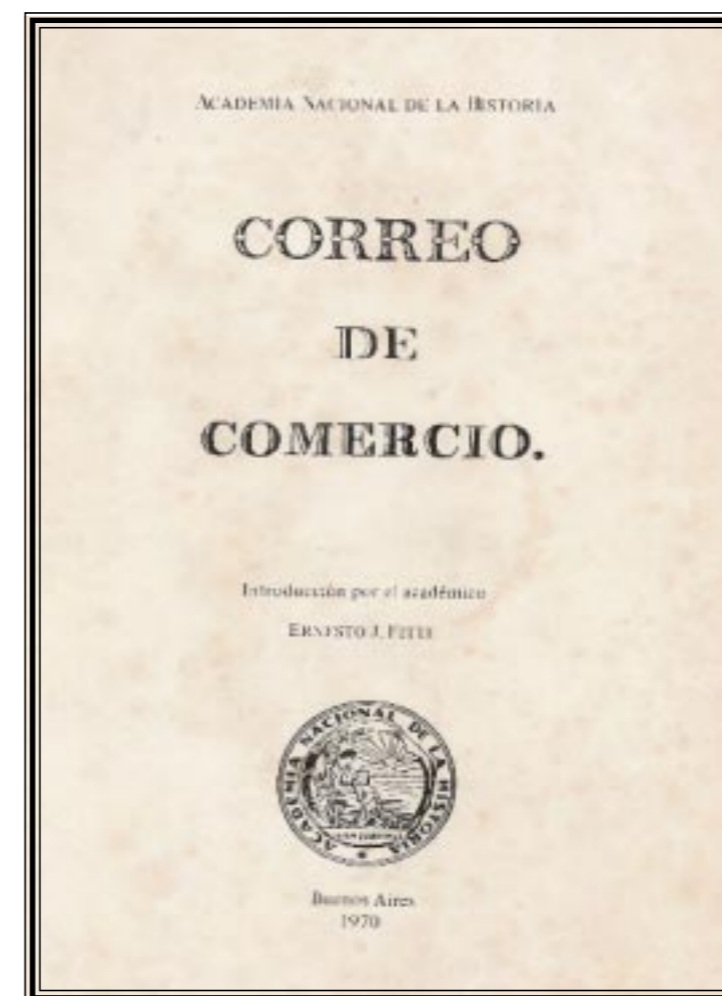 ACADEMIA NACIONAL DE LA HISTORIA
CORREO
DE
COMERCIO.
Introducción por el académico
ERNESTO J. FITTE
ACADEMIA NACIONAL DE LA HISTORIA
Buenos Aires
1970